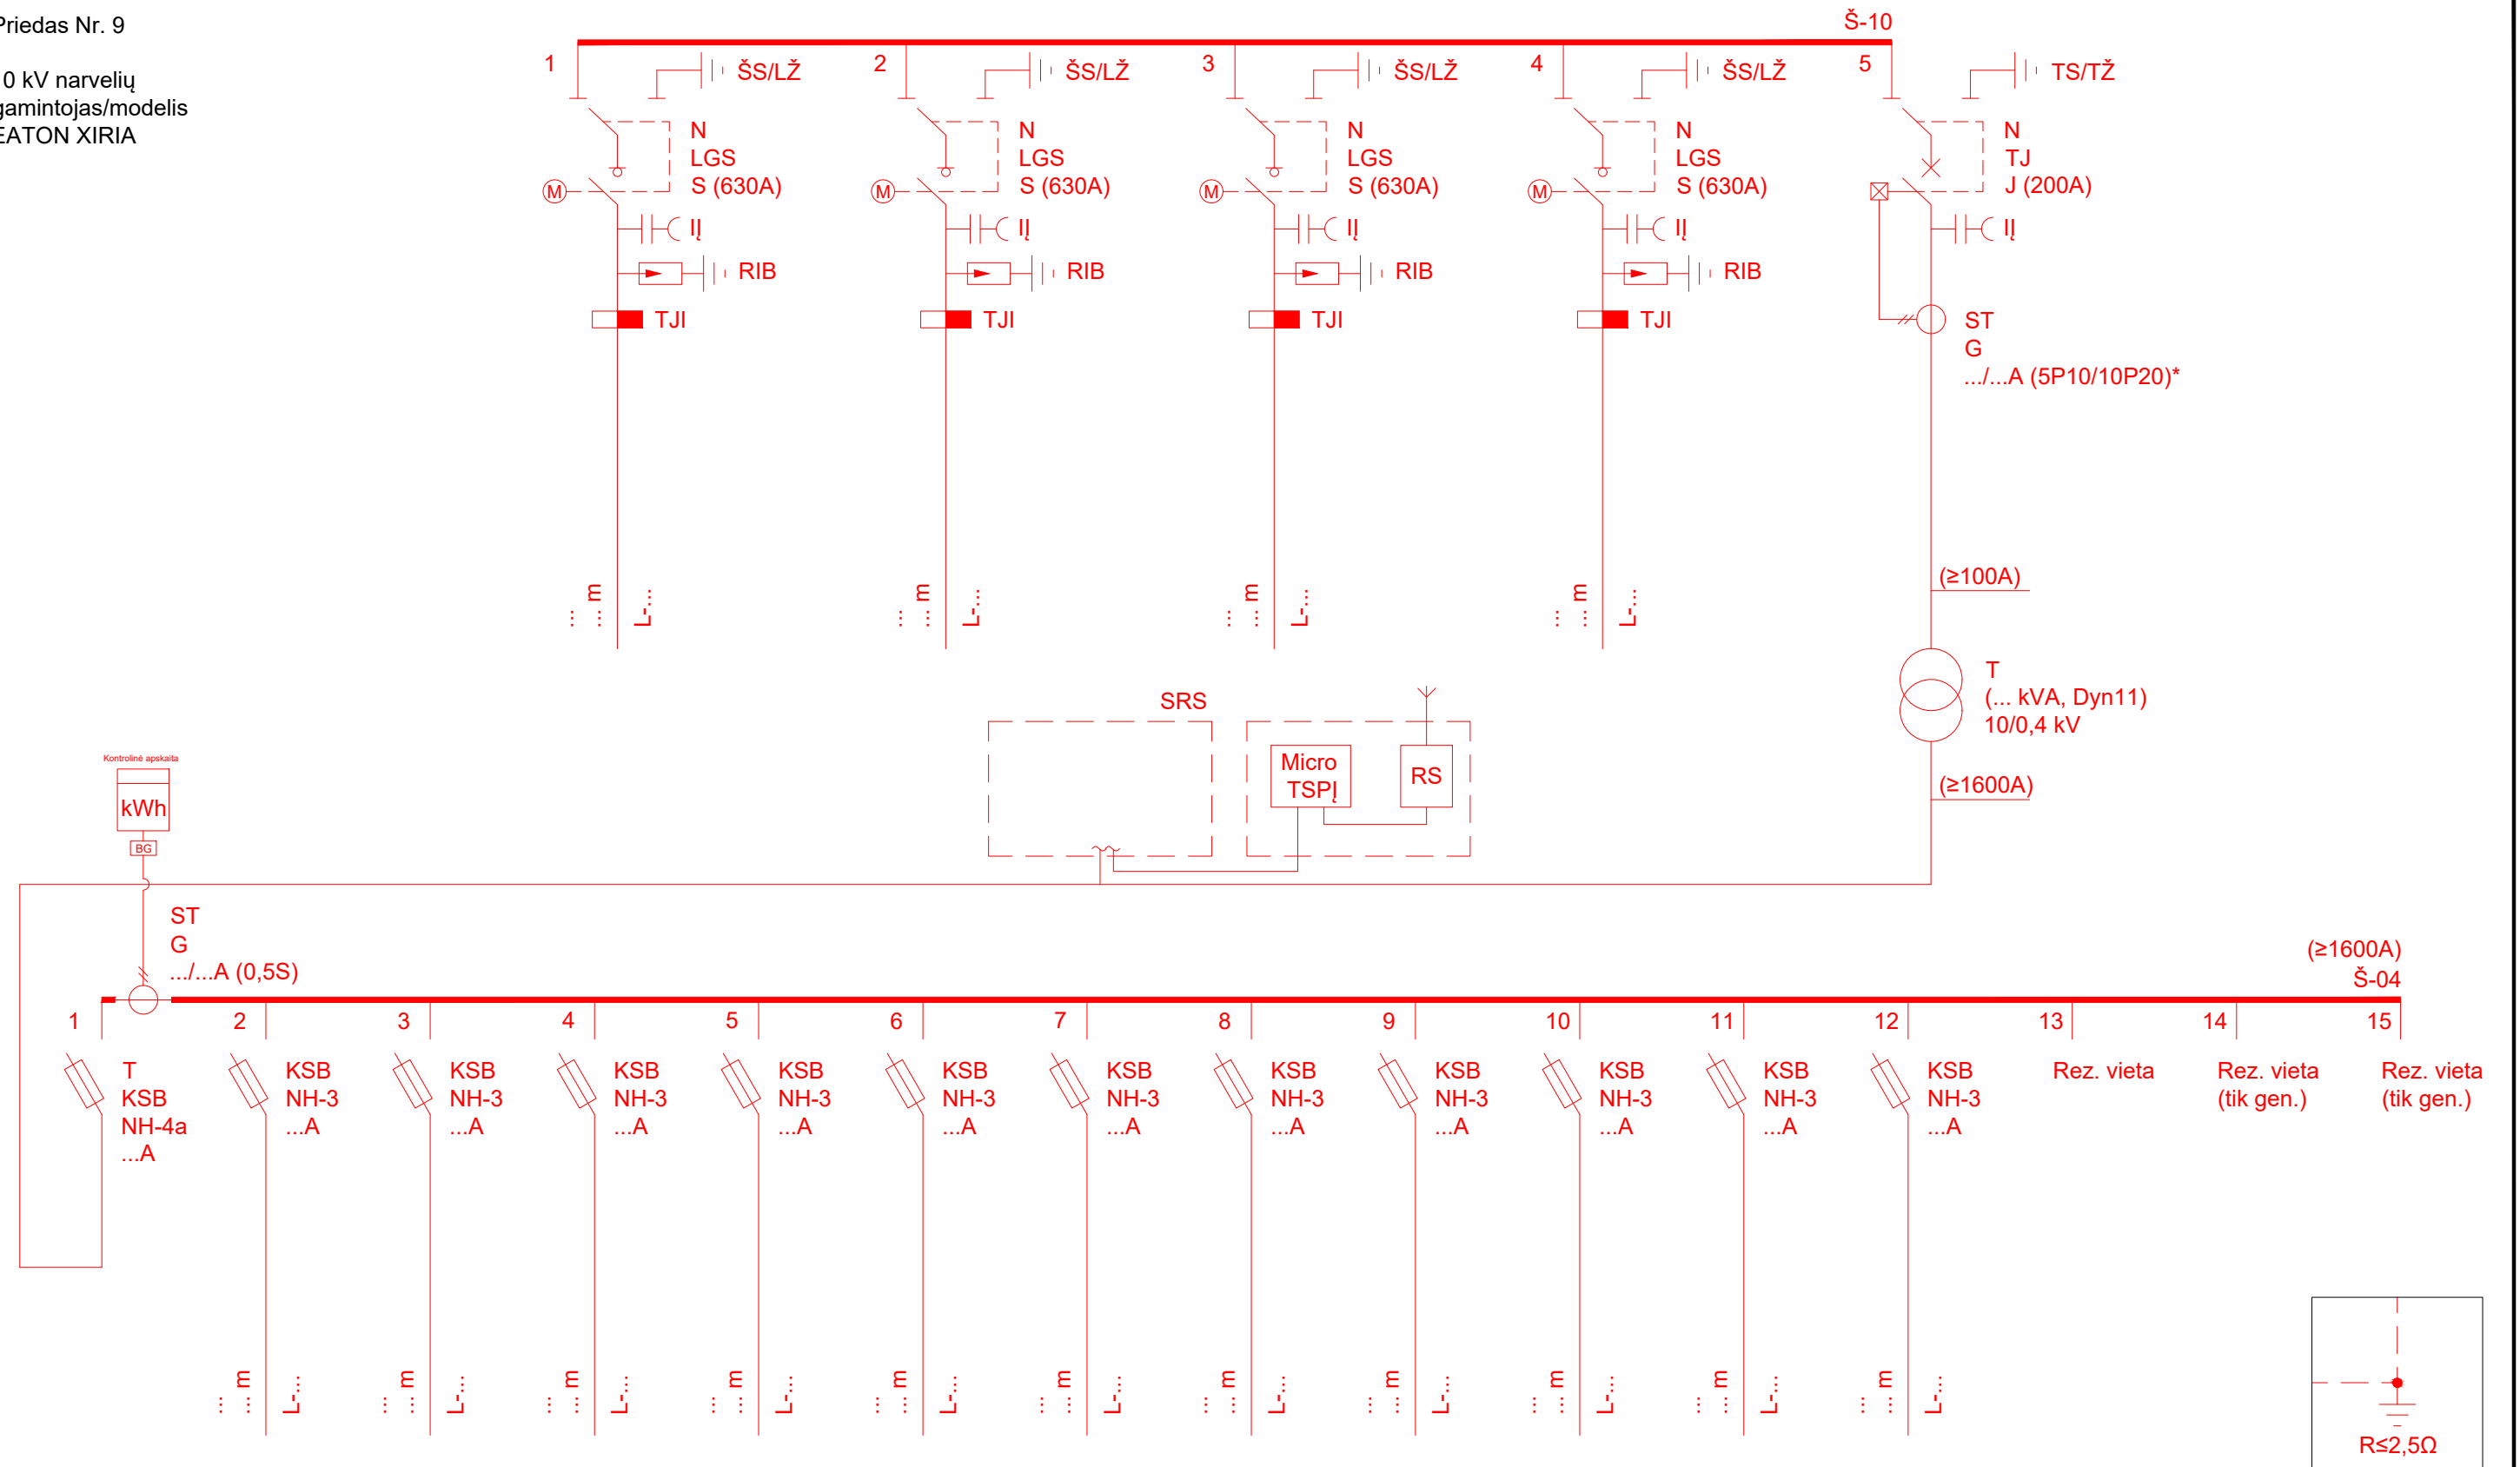 Priedas Nr. 9
10 kV narvelių
gamintojas/modelis
EATON XIRIA
Š-10
1
ŠS/LŽ
N
LGS
S (630A)
M
IĮ
RIB
TJI
...
... m
L-...
2
ŠS/LŽ
N
LGS
S (630A)
M
IĮ
RIB
TJI
...
... m
L-...
3
ŠS/LŽ
N
LGS
S (630A)
M
IĮ
RIB
TJI
...
... m
L-...
4
ŠS/LŽ
N
LGS
S (630A)
M
IĮ
RIB
TJI
...
... m
L-...
5
TS/TŽ
N
TJ
J (200A)
IĮ
ST
G
.../...A (5P10/10P20)*
(≥100A)
T
(... kVA, Dyn11)
10/0,4 kV
(≥1600A)
SRS
Micro
TSPĮ
RS
Kontrolinė apskaita
kWh
BG
ST
G
.../...A (0,5S)
(≥1600A)
Š-04
1
T
KSB
NH-4a
...A
2
KSB
NH-3
...A
...
... m
L-...
3
KSB
NH-3
...A
...
... m
L-...
4
KSB
NH-3
...A
...
... m
L-...
5
KSB
NH-3
...A
...
... m
L-...
6
KSB
NH-3
...A
...
... m
L-...
7
KSB
NH-3
...A
...
... m
L-...
8
KSB
NH-3
...A
...
... m
L-...
9
KSB
NH-3
...A
...
... m
L-...
10
KSB
NH-3
...A
...
... m
L-...
11
KSB
NH-3
...A
...
... m
L-...
12
KSB
NH-3
...A
...
... m
L-...
13
Rez. vieta
14
Rez. vieta
(tik gen.)
15
Rez. vieta
(tik gen.)
R≤2,5Ω